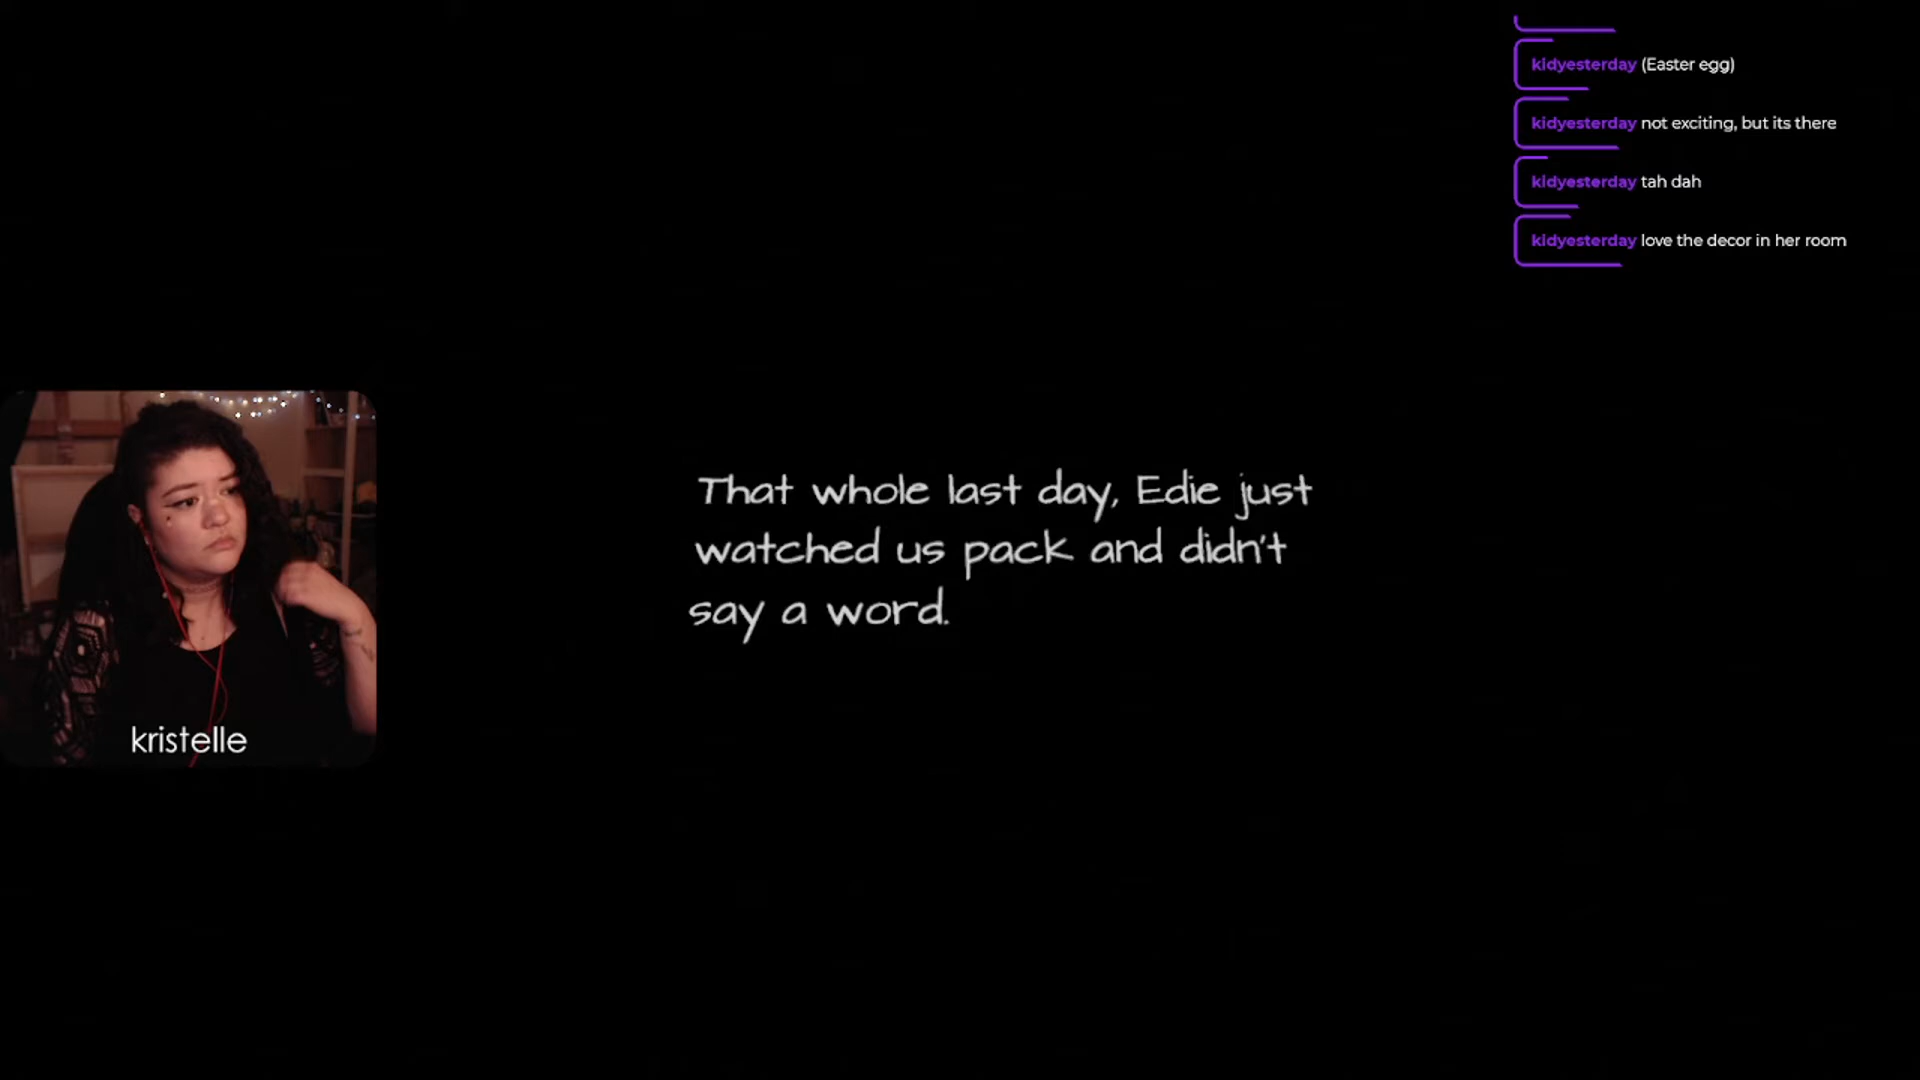 kidyesterday (Easter egg)
kidyesterday not exciting, but its there
kidyesterday tah dah
kidyesterday love the decor in her room
That whole last day, Edie just
watched us pack and didn't
say a word.
kristelle